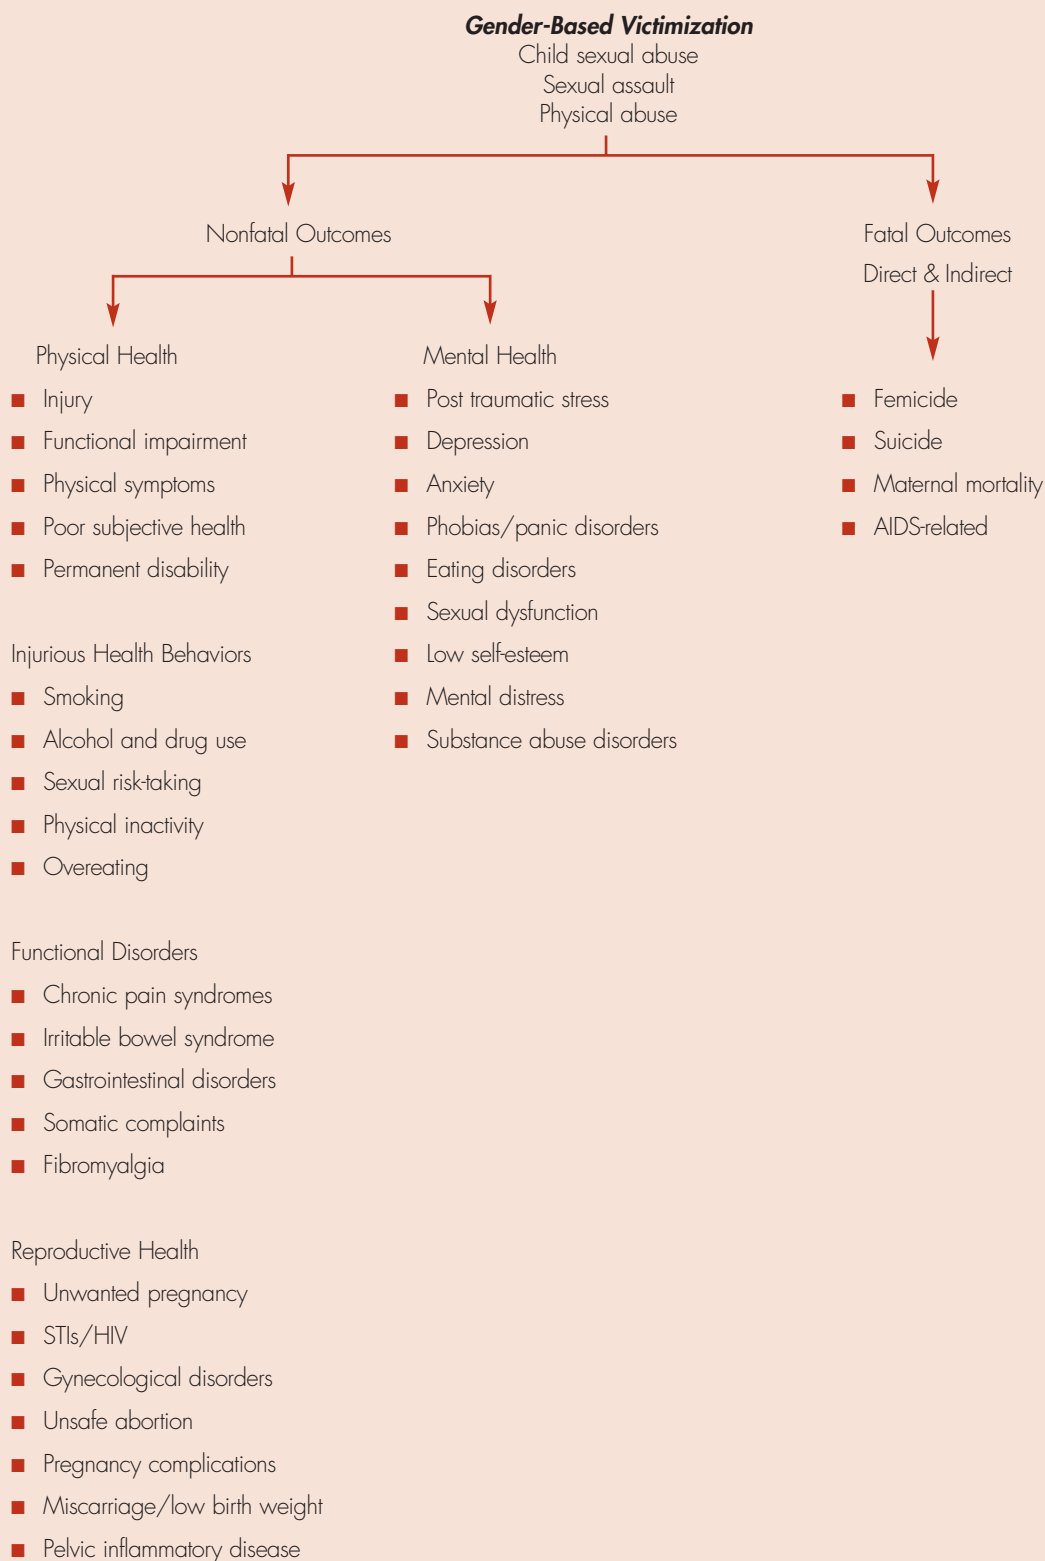 Gender-Based Victimization
Child sexual abuse
Sexual assault
Physical abuse
Nonfatal Outcomes
Fatal Outcomes
Direct & Indirect
Physical Health
■ Injury
■ Functional impairment
■ Physical symptoms
■ Poor subjective health
■ Permanent disability
Injurious Health Behaviors
■ Smoking
■ Alcohol and drug use
■ Sexual risk-taking
■ Physical inactivity
■ Overeating
Functional Disorders
■ Chronic pain syndromes
■ Irritable bowel syndrome
■ Gastrointestinal disorders
■ Somatic complaints
■ Fibromyalgia
Reproductive Health
■ Unwanted pregnancy
■ STIs/HIV
■ Gynecological disorders
■ Unsafe abortion
■ Pregnancy complications
■ Miscarriage/low birth weight
■ Pelvic inflammatory disease
Mental Health
■ Post traumatic stress
■ Depression
■ Anxiety
■ Phobias/panic disorders
■ Eating disorders
■ Sexual dysfunction
■ Low self-esteem
■ Mental distress
■ Substance abuse disorders
■ Femicide
■ Suicide
■ Maternal mortality
■ AIDS-related